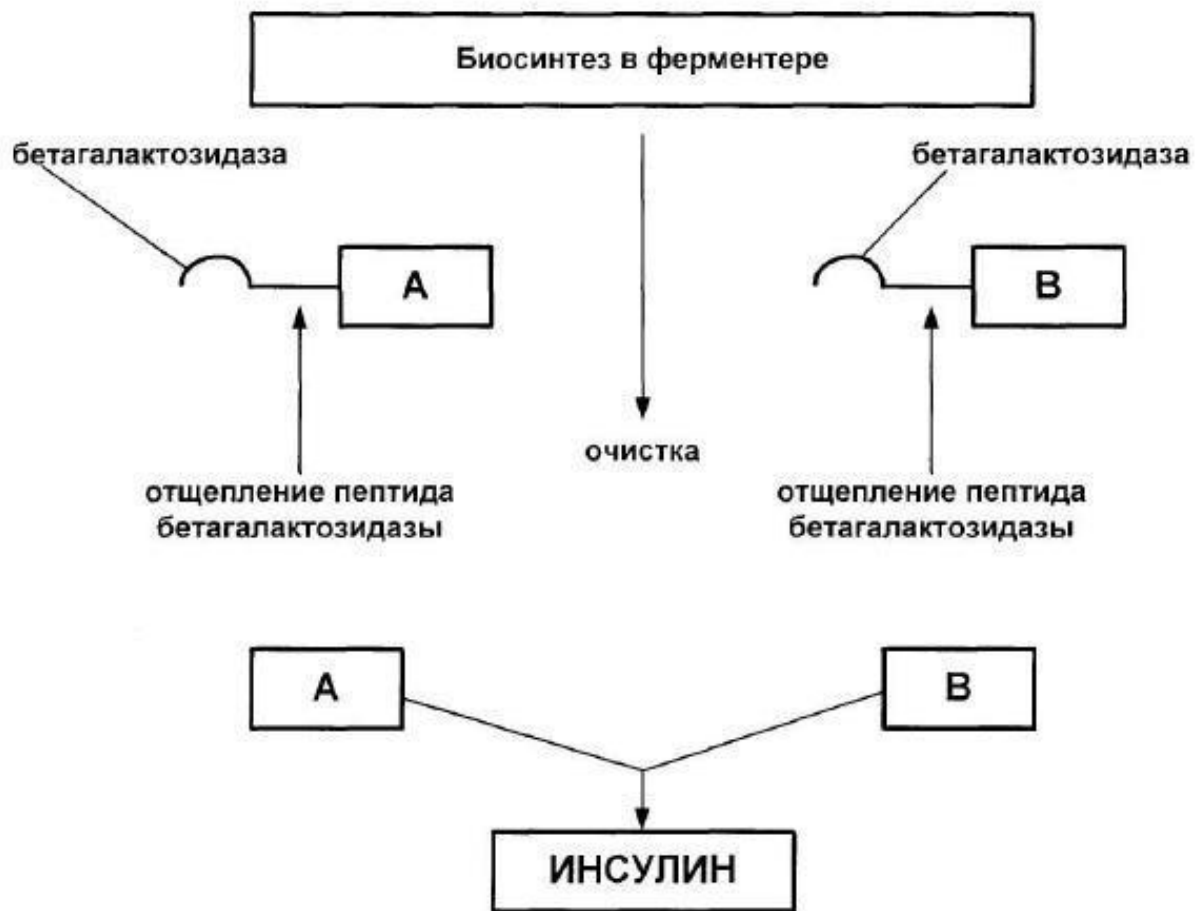 Биосинтез в ферментере
бетагалактозидаза
бетагалактозидаза
А
В
очистка
отщепление пептида
бетагалактозидазы
отщепление пептида
бетагалактозидазы
А
В
ИНСУЛИН